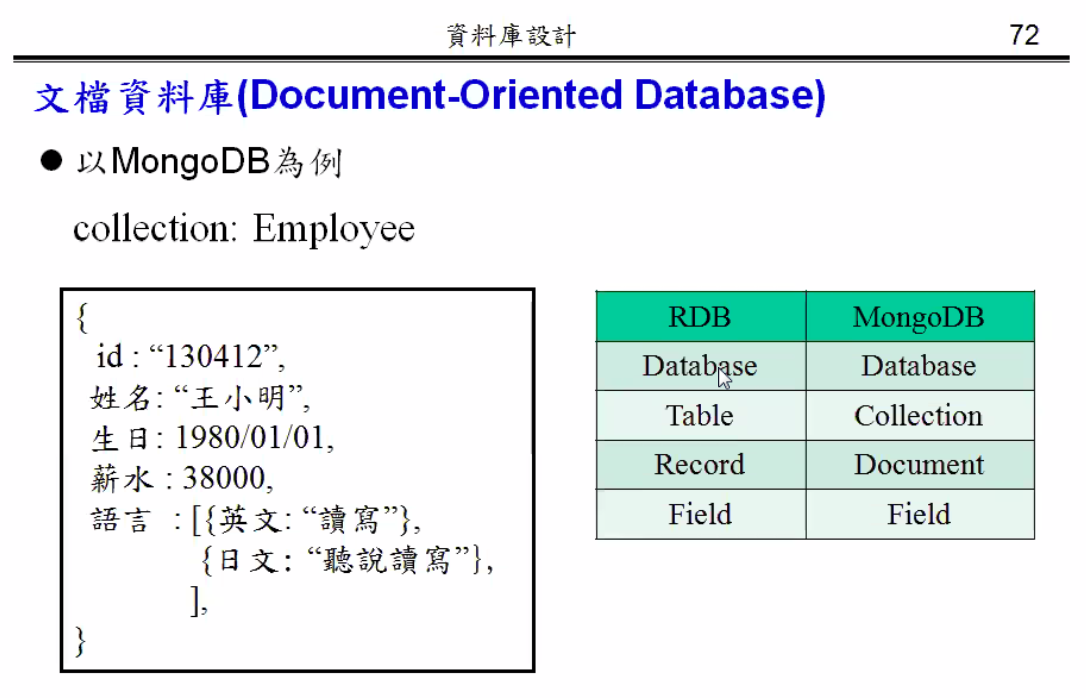 資料庫設計 72
文檔資料庫(Document-Oriented Database)
● 以MongoDB為例
collection: Employee
{
id : “130412”,
姓名: “王小明”,
生日: 1980/01/01,
薪水 : 38000,
語言 : [{英文: “讀寫”},
{日文: “聽說讀寫”},
],
}
RDB MongoDB
Database Database
Table Collection
Record Document
Field Field